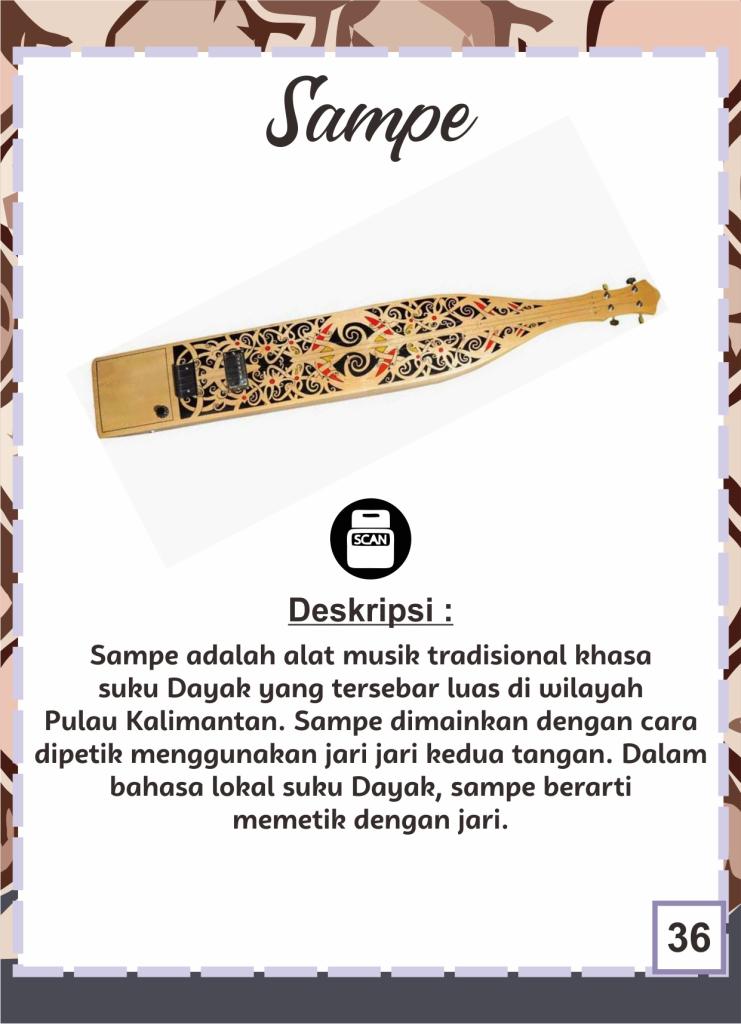 Sampe
SCAN
Deskripsi :
Sampe adalah alat musik tradisional khasa
suku Dayak yang tersebar luas di wilayah
Pulau Kalimantan. Sampe dimainkan dengan cara
dipetik menggunakan jari jari kedua tangan. Dalam
bahasa lokal suku Dayak, sampe berarti
memetik dengan jari.
36